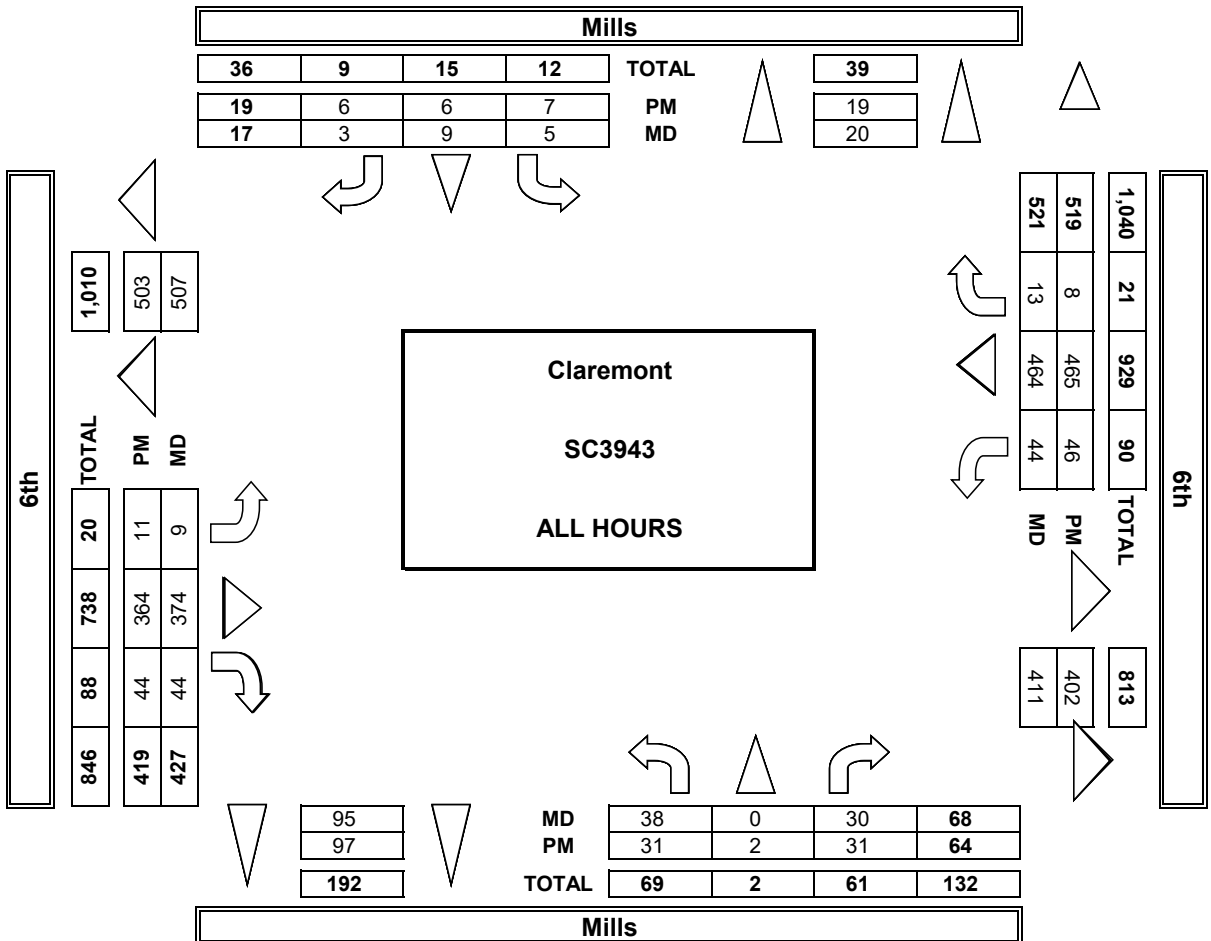 Mills
36 9 15 12 TOTAL 39
19 6 6 7 PM 19
17 3 9 5 MD 20
6th
1,010
503
507
TOTAL
PM
MD
20 11 9
738 364 374
88 44 44
846 419 427
Claremont
SC3943
ALL HOURS
521 519 1,040
13 8 21
464 465 929
44 46 90
MD PM TOTAL
411 402 813
6th
95 MD 38 0 30 68
97 PM 31 2 31 64
192 TOTAL 69 2 61 132
Mills